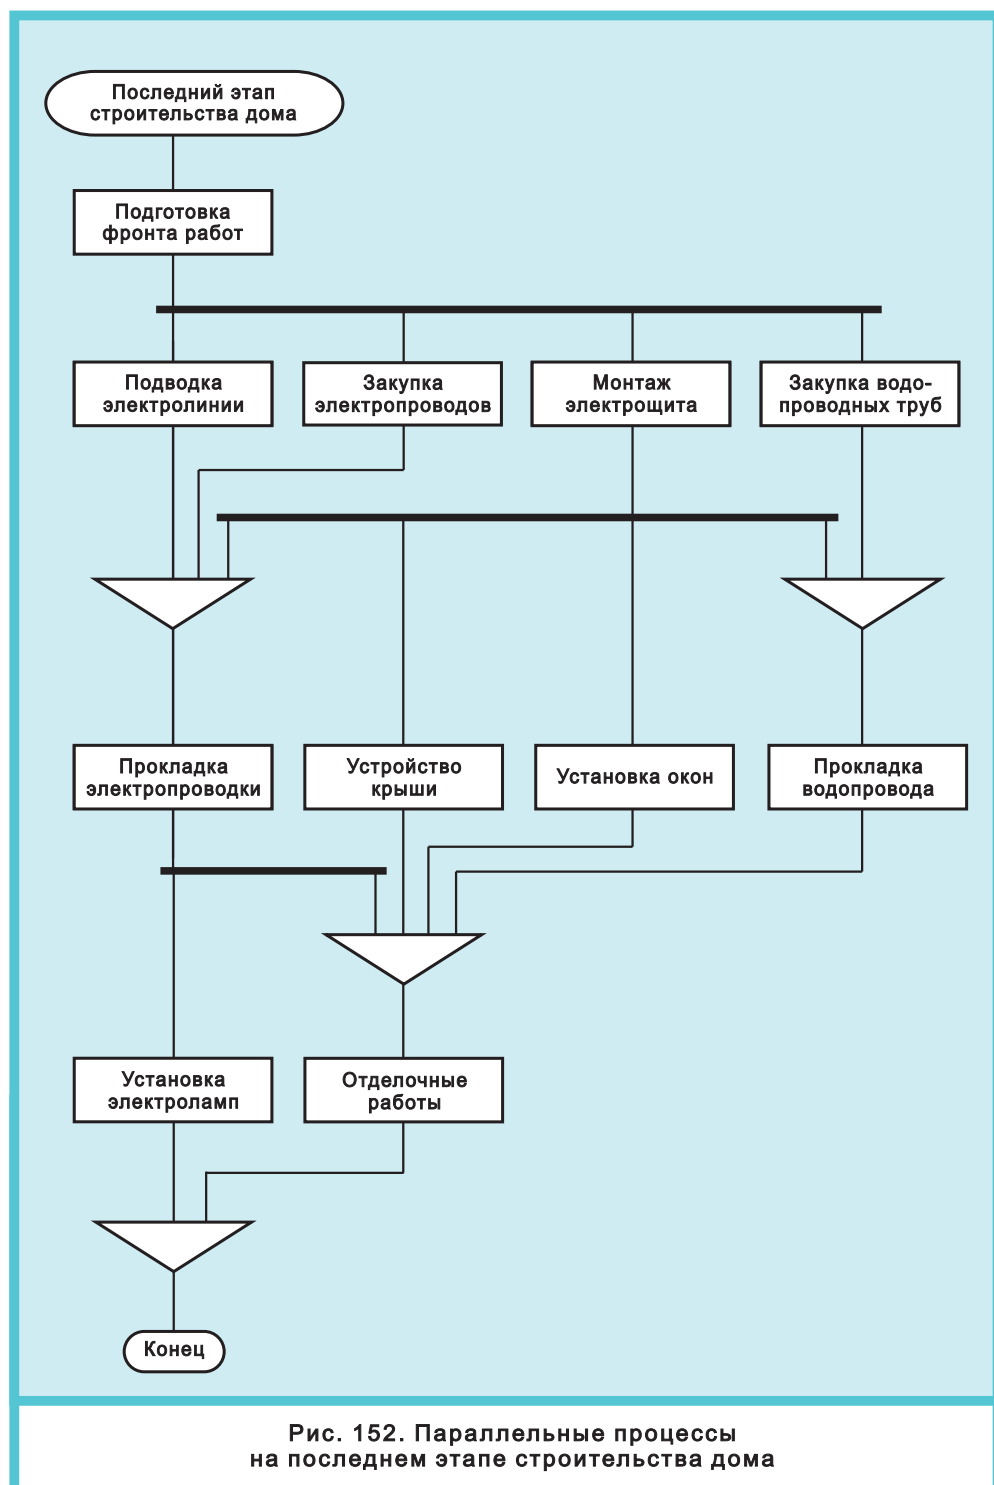 Последний этап
строительства дома
Подготовка
фронта работ
Подводка
электролинии
Закупка
электропроводов
Монтаж
электрощита
Закупка водо-
проводных труб
Прокладка
электропроводки
Устройство
крыши
Установка окон
Прокладка
водопровода
Установка
электроламп
Отделочные
работы
Конец
Рис. 152. Параллельные процессы
на последнем этапе строительства дома